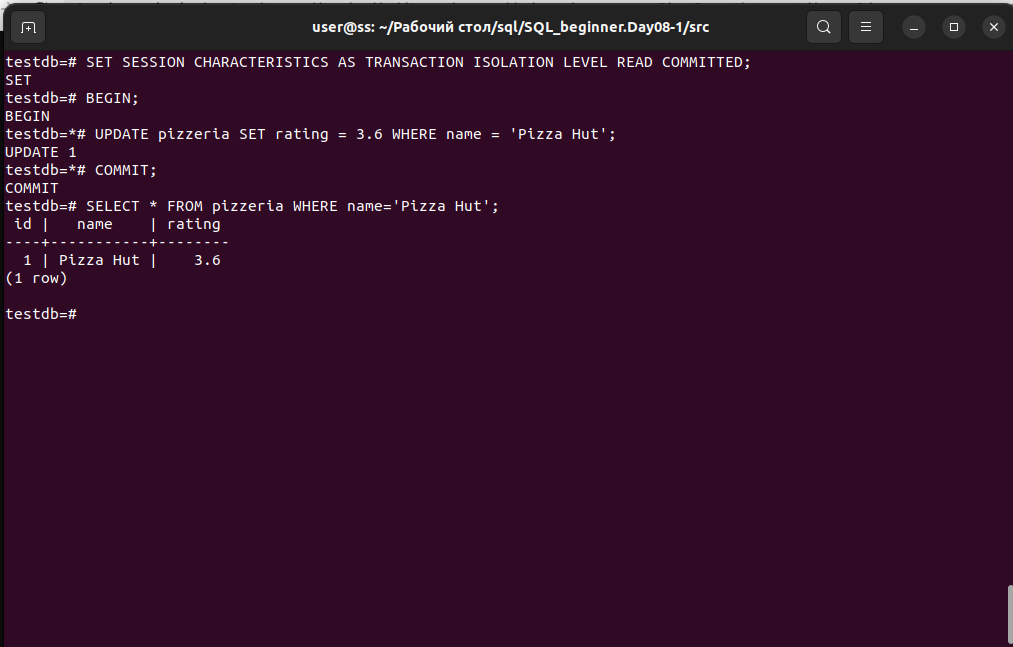 user@ss: ~/Рабочий стол/sql/SQL_beginner.Day08-1/src
testdb=# SET SESSION CHARACTERISTICS AS TRANSACTION ISOLATION LEVEL READ COMMITTED;
SET
testdb=# BEGIN;
BEGIN
testdb=*# UPDATE pizzeria SET rating = 3.6 WHERE name = 'Pizza Hut';
UPDATE 1
testdb=*# COMMIT;
COMMIT
testdb=# SELECT * FROM pizzeria WHERE name='Pizza Hut';
 id |   name    | rating
----+-----------+--------
  1 | Pizza Hut |    3.6
(1 row)
testdb=#